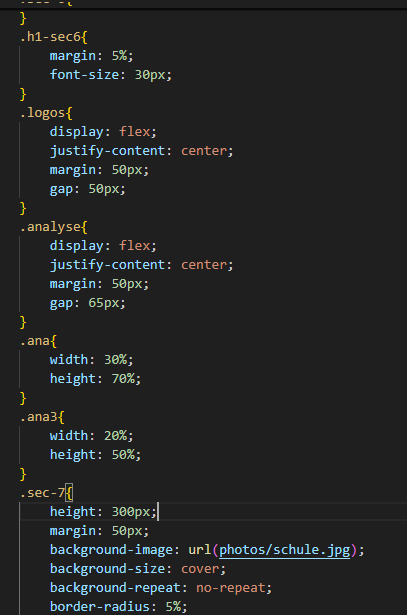 }
.h1-sec6{
margin: 5%;
font-size: 30px;
}
.logos{
display: flex;
justify-content: center;
margin: 50px;
gap: 50px;
}
.analyse{
display: flex;
justify-content: center;
margin: 50px;
gap: 65px;
}
.ana{
width: 30%;
height: 70%;
}
.ana3{
width: 20%;
height: 50%;
}
.sec-7{
height: 300px;
margin: 50px;
background-image: url(photos/schule.jpg);
background-size: cover;
background-repeat: no-repeat;
border-radius: 5%;